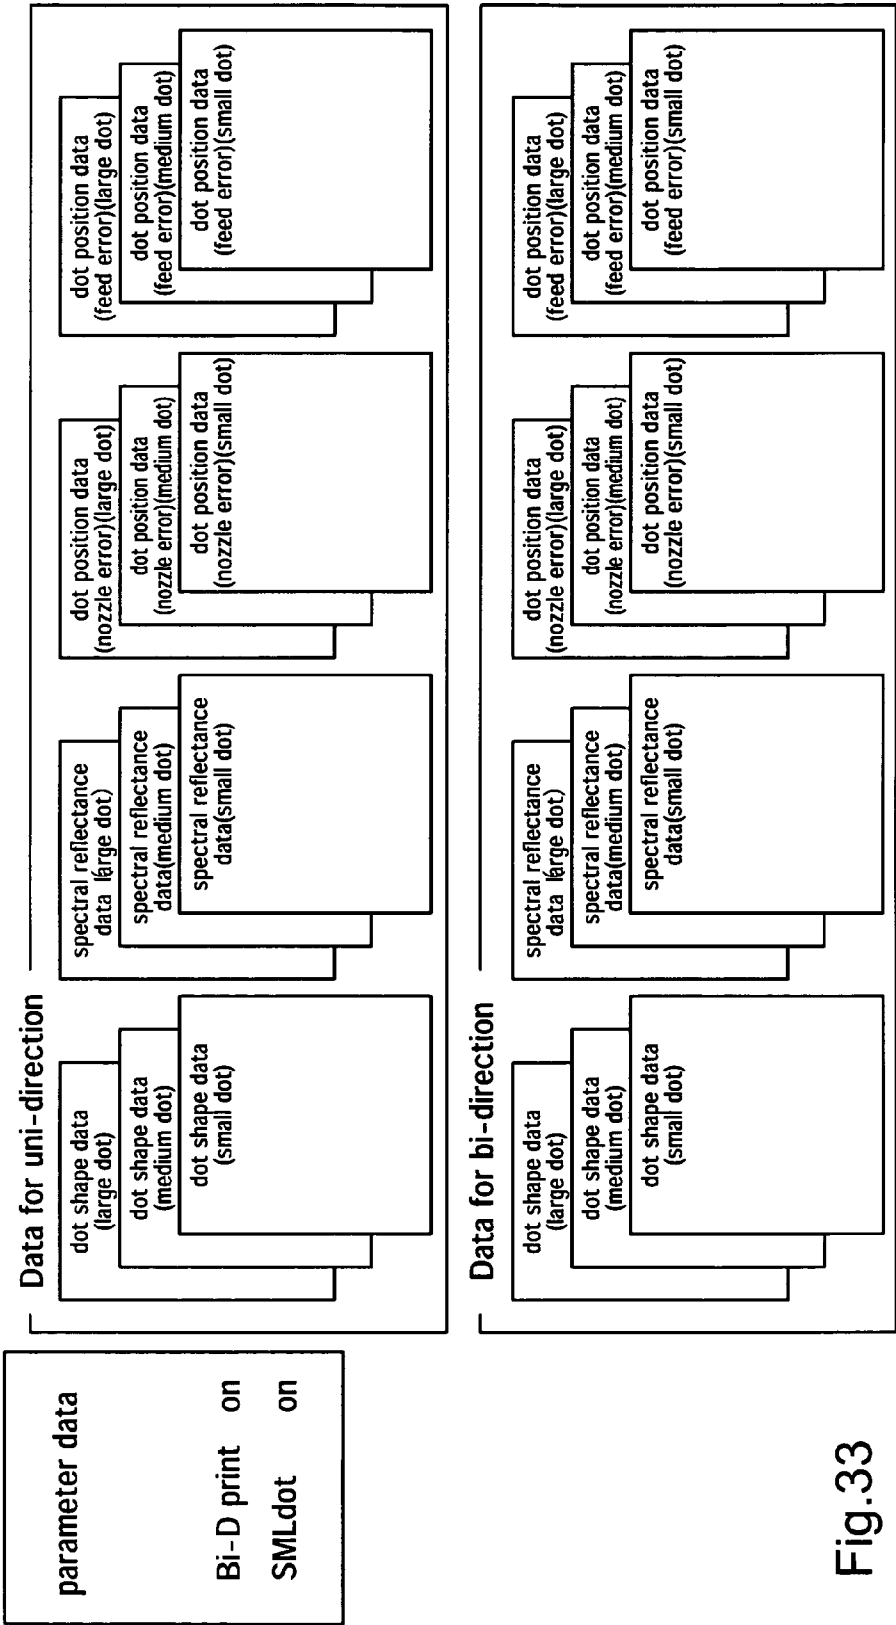 parameter data
Bi-D print on
SMLdot on
Data for uni-direction
dot shape data
(large dot)
dot shape data
(medium dot)
dot shape data
(small dot)
spectral reflectance
data (large dot)
spectral reflectance
data(medium dot)
spectral reflectance
data(small dot)
dot position data
(nozzle error)(large dot)
dot position data
(nozzle error)(medium dot)
dot position data
(nozzle error)(small dot)
dot position data
(feed error)(large dot)
dot position data
(feed error)(medium dot)
dot position data
(feed error)(small dot)
Data for bi-direction
dot shape data
(large dot)
dot shape data
(medium dot)
dot shape data
(small dot)
spectral reflectance
data (large dot)
spectral reflectance
data(medium dot)
spectral reflectance
data(small dot)
dot position data
(nozzle error)(large dot)
dot position data
(nozzle error)(medium dot)
dot position data
(nozzle error)(small dot)
dot position data
(feed error)(large dot)
dot position data
(feed error)(medium dot)
dot position data
(feed error)(small dot)
Fig.33